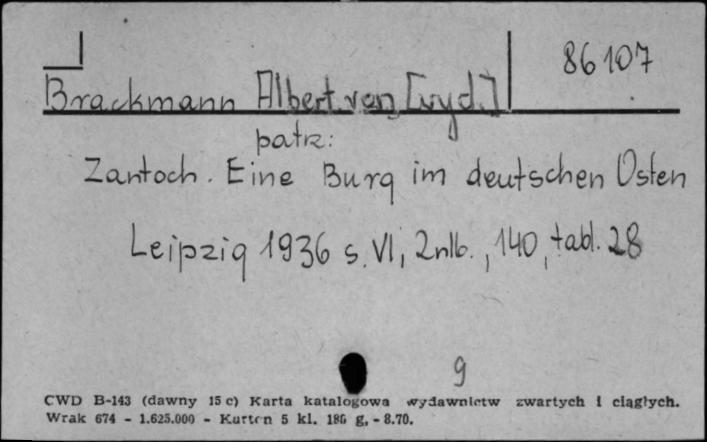 86107
Brackmann Albert von [wyd.]
patrz:
Zantoch. Eine Burg im deutschen Osten
Leipzig 1936 s. VI, 2nlb., 140, tabl. 28
9
CWD B-143 (dawny 15 c) Karta katalogowa wydawnictw zwartych i ciągłych.
Wrak 674 - 1.625.000 - Karton 5 kl. 180 g. - 8.70.